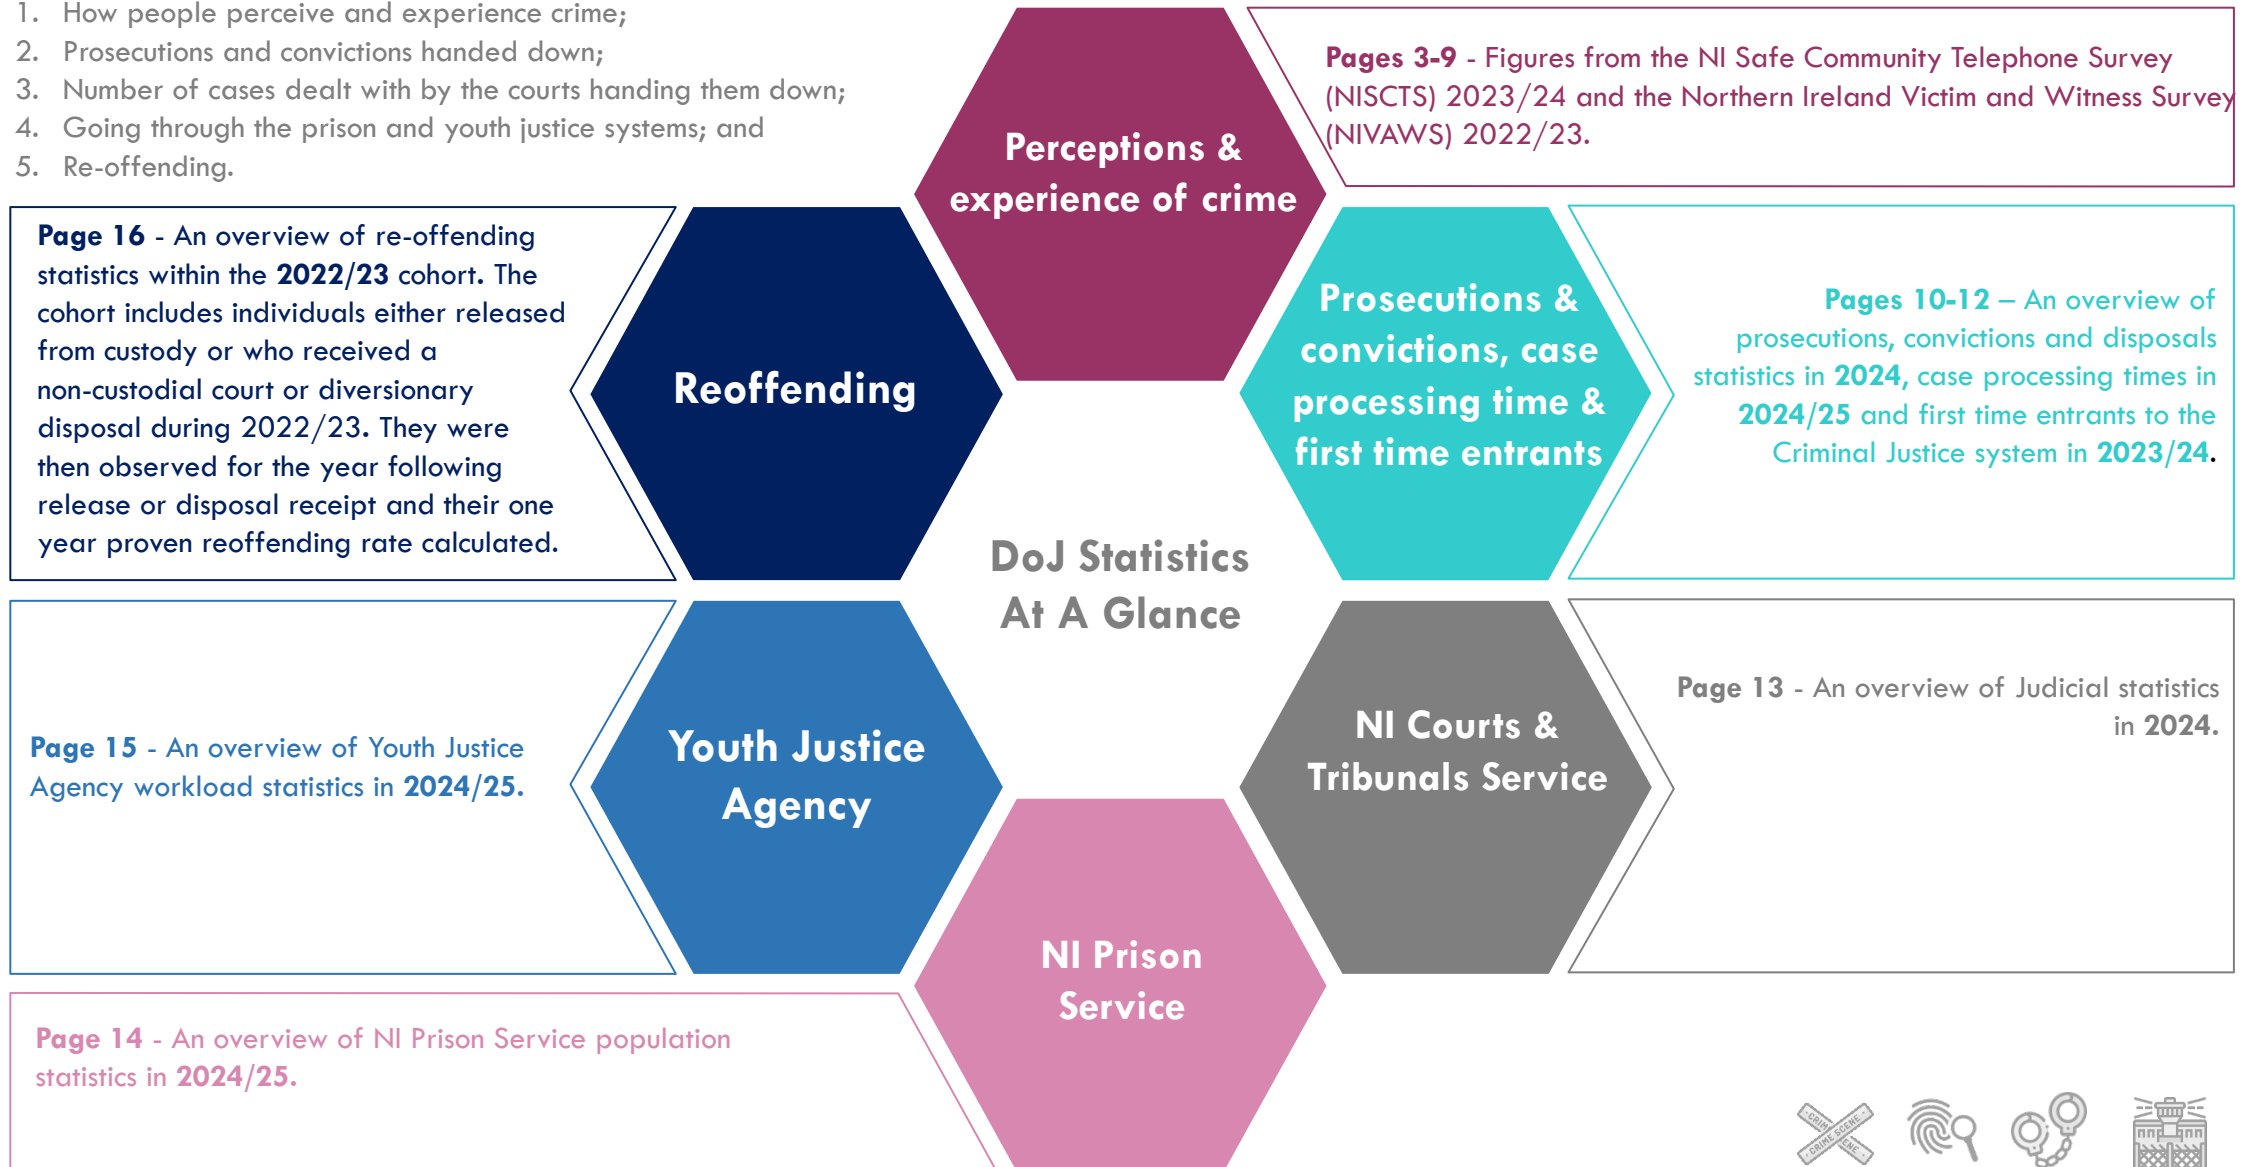 1. How people perceive and experience crime;
2. Prosecutions and convictions handed down;
3. Number of cases dealt with by the courts handing them down;
4. Going through the prison and youth justice systems; and
5. Re-offending.
Perceptions &
experience of crime
Pages 3-9 - Figures from the NI Safe Community Telephone Survey
(NISCTS) 2023/24 and the Northern Ireland Victim and Witness Survey
(NIVAWS) 2022/23.
Page 16 - An overview of re-offending
statistics within the 2022/23 cohort. The
cohort includes individuals either released
from custody or who received a
non-custodial court or diversionary
disposal during 2022/23. They were
then observed for the year following
release or disposal receipt and their one
year proven reoffending rate calculated.
Reoffending
Prosecutions &
convictions, case
processing time &
first time entrants
Pages 10-12 – An overview of
prosecutions, convictions and disposals
statistics in 2024, case processing times in
2024/25 and first time entrants to the
Criminal Justice system in 2023/24.
DoJ Statistics
At A Glance
Page 15 - An overview of Youth Justice
Agency workload statistics in 2024/25.
Youth Justice
Agency
NI Courts &
Tribunals Service
Page 13 - An overview of Judicial statistics
in 2024.
NI Prison
Service
Page 14 - An overview of NI Prison Service population
statistics in 2024/25.
CRIME SCENE